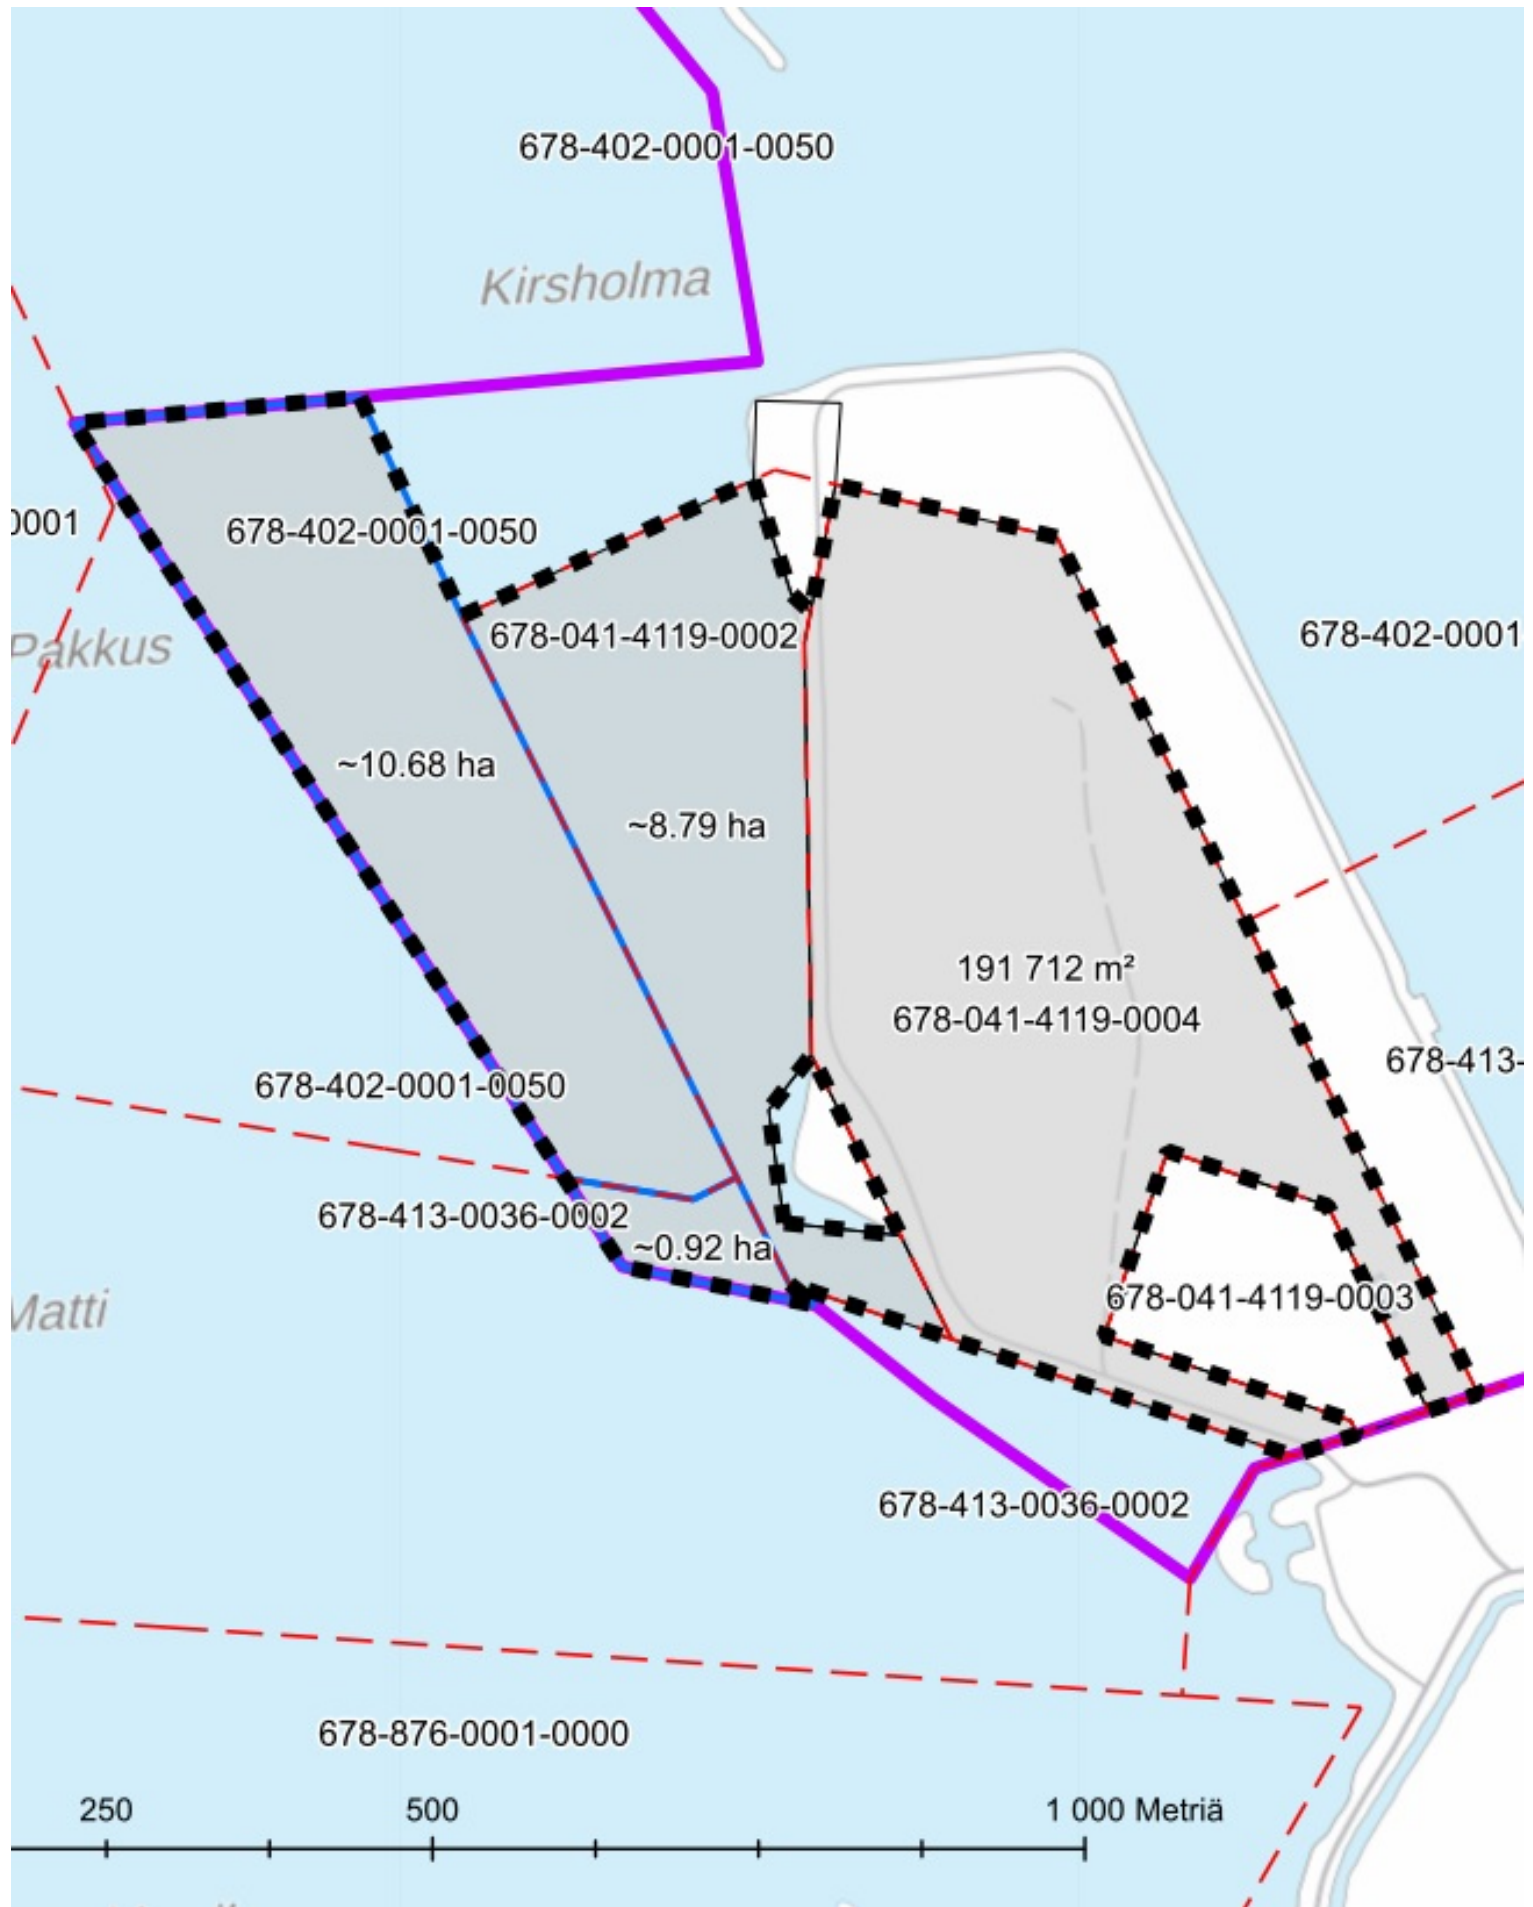 678-402-0001-0050
Kirsholma
0001
678-402-0001-0050
678-041-4119-0002
678-402-0001
Pakkus
~10.68 ha
~8.79 ha
191 712 m²
678-041-4119-0004
678-413-
678-402-0001-0050
678-413-0036-0002
~0.92 ha
678-041-4119-0003
Matti
678-413-0036-0002
678-876-0001-0000
250
500
1 000 Metriä